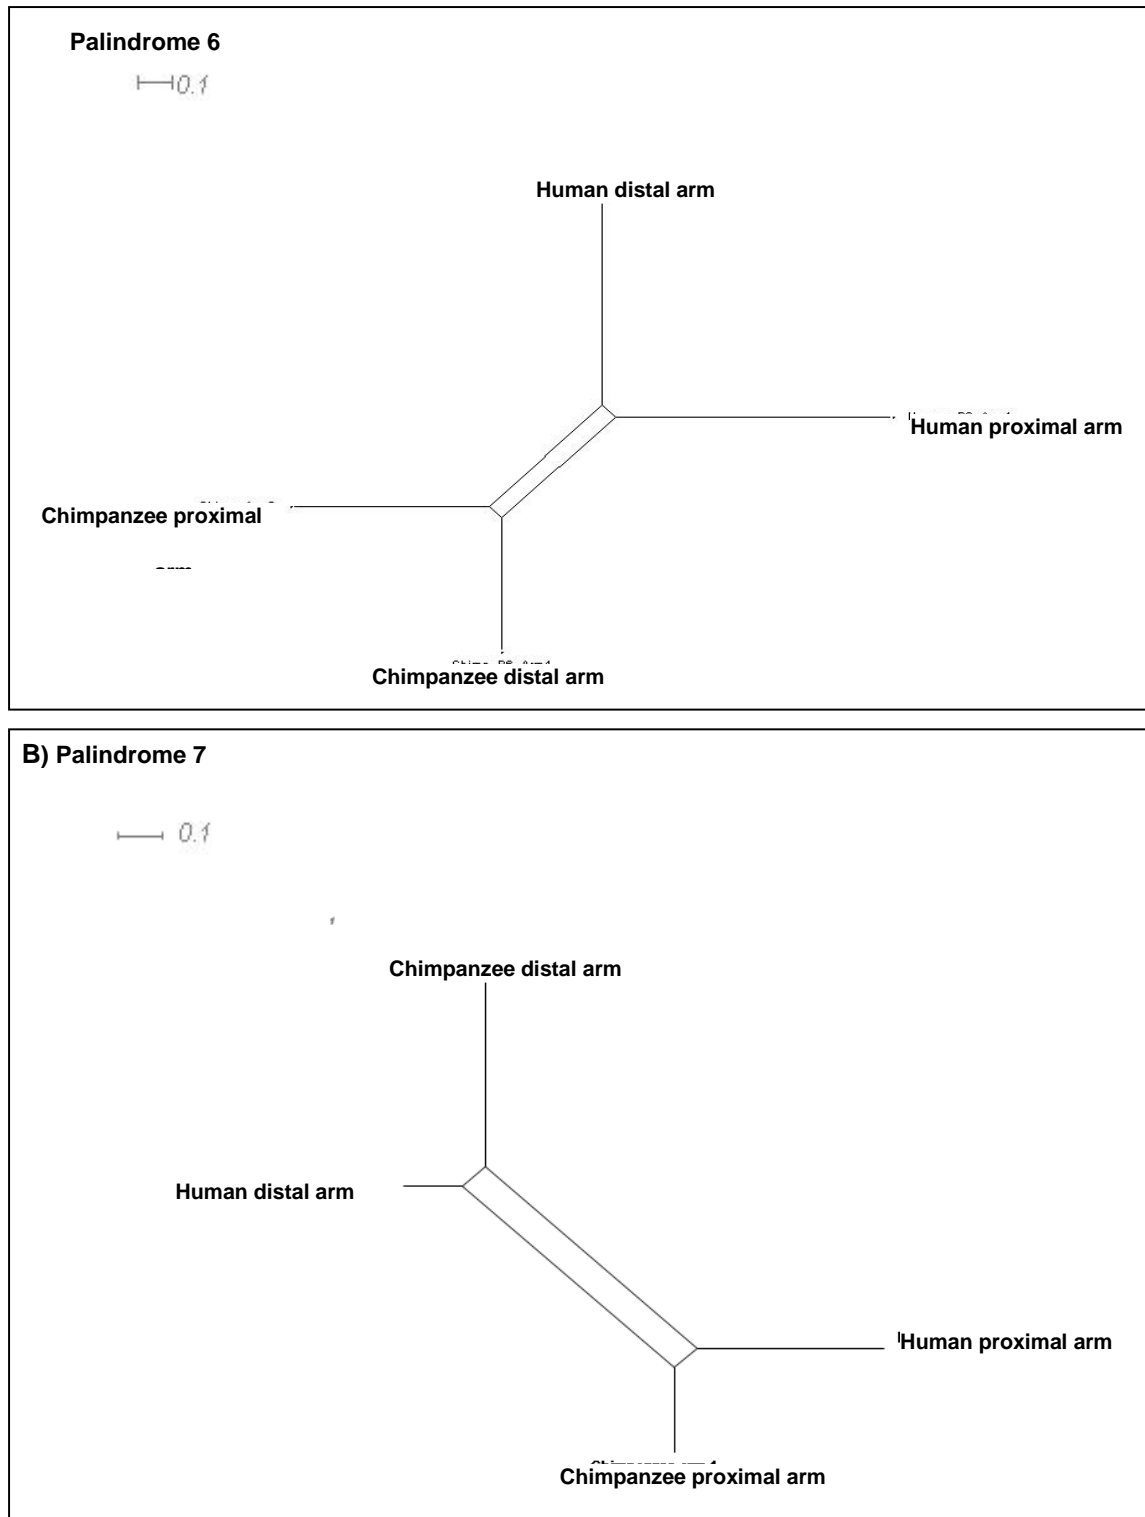 Palindrome 6
0.1
Human distal arm
Human proximal arm
Chimpanzee proximal
arm
Chimpanzee distal arm
B) Palindrome 7
0.1
Chimpanzee distal arm
Human distal arm
Human proximal arm
Chimpanzee proximal arm